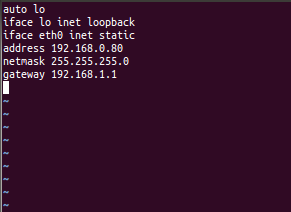 auto lo
iface lo inet loopback
iface eth0 inet static
address 192.168.0.80
netmask 255.255.255.0
gateway 192.168.1.1
~
~
~
~
~
~
~
~
~